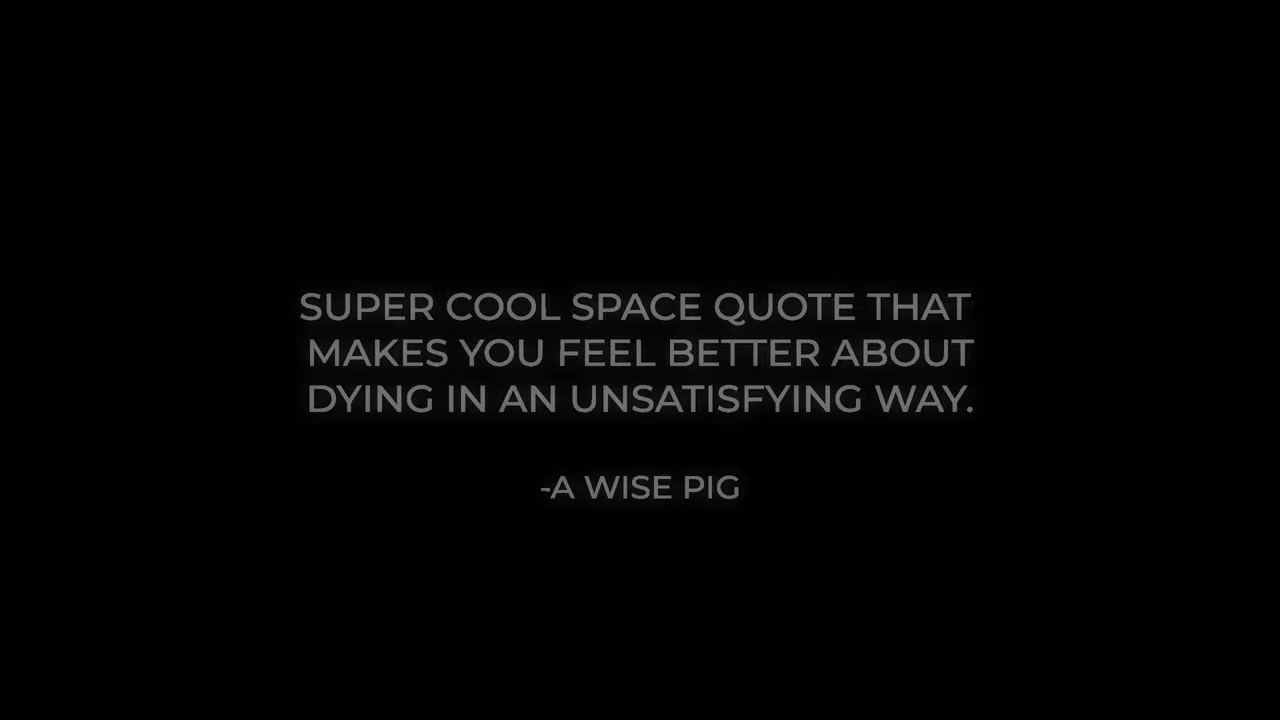 SUPER COOL SPACE QUOTE THAT
MAKES YOU FEEL BETTER ABOUT
DYING IN AN UNSATISFYING WAY.
-A WISE PIG